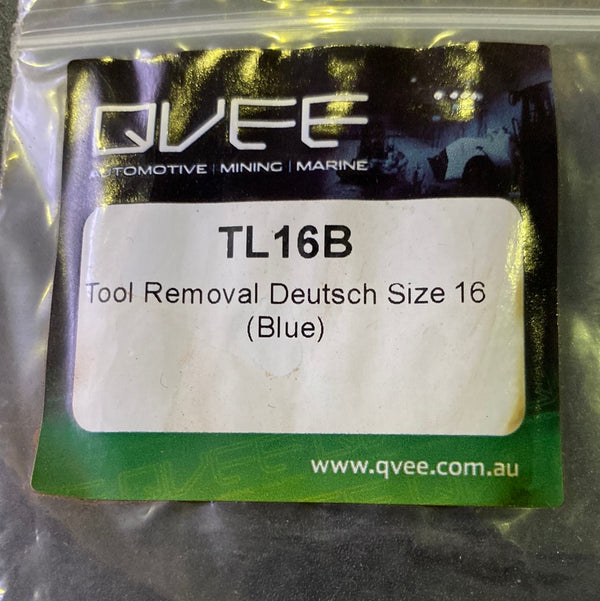 QVEE
AUTOMOTIVE | MINING | MARINE
TL16B
Tool Removal Deutsch Size 16
(Blue)
www.qvee.com.au